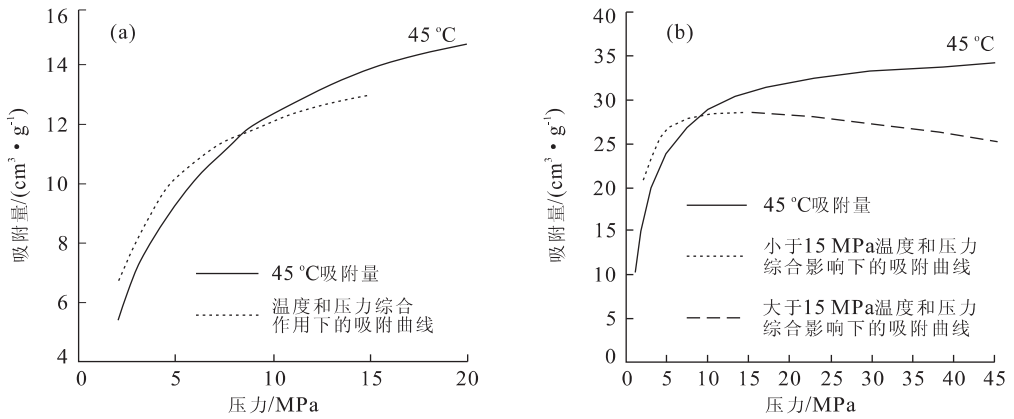 (a)
45 ℃
16
14
12
10
8
6
4
吸附量/(cm³·g⁻¹)
45 ℃吸附量
温度和压力综合
作用下的吸附曲线
0 5 10 15 20
压力/MPa
(b)
45 ℃
40
35
30
25
20
15
10
5
0
吸附量/(cm³·g⁻¹)
45 ℃吸附量
小于15 MPa温度和压力
综合影响下的吸附曲线
大于15 MPa温度和压力
综合影响下的吸附曲线
0 5 10 15 20 25 30 35 40 45
压力/MPa